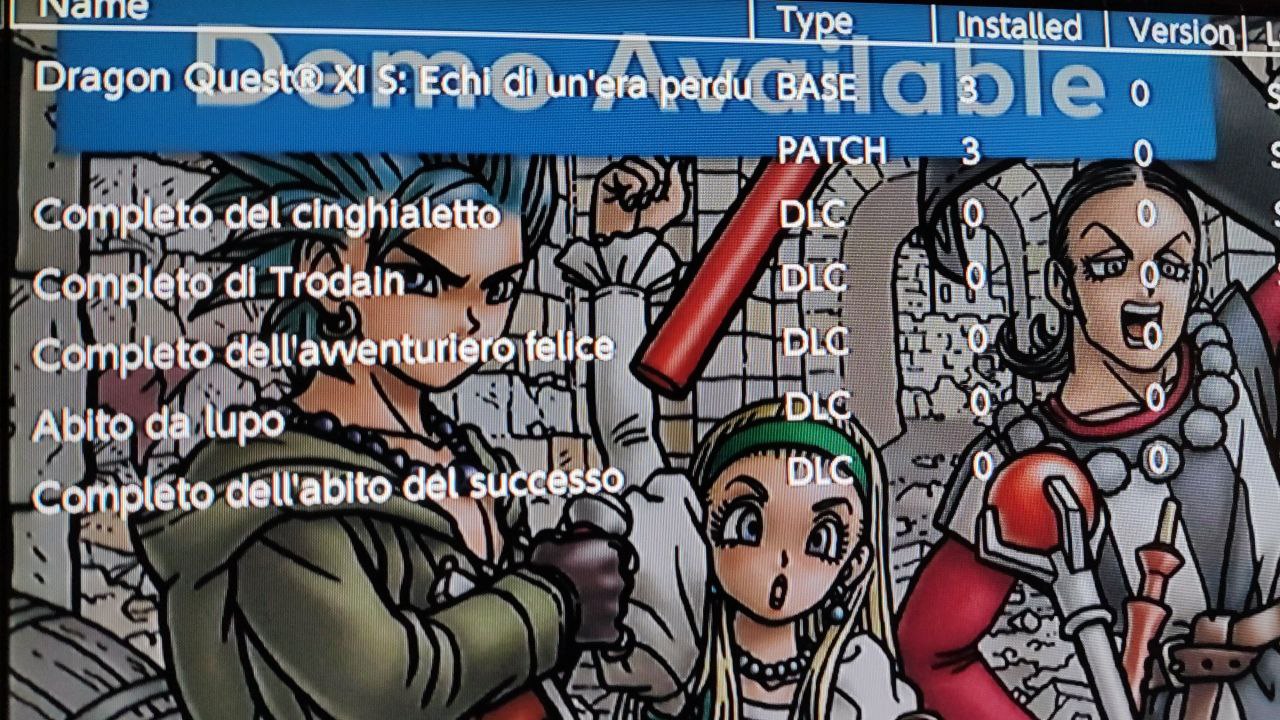 Name Type Installed Version
Demo Available
Dragon Quest® XI S: Echi di un'era perdu BASE 3 0
PATCH 3 0
Completo del cinghialetto DLC 0 0
Completo di Trodain DLC 0 0
Completo dell'avventuriero felice DLC 0 0
Abito da lupo DLC 0 0
Completo dell'abito del successo DLC 0 0